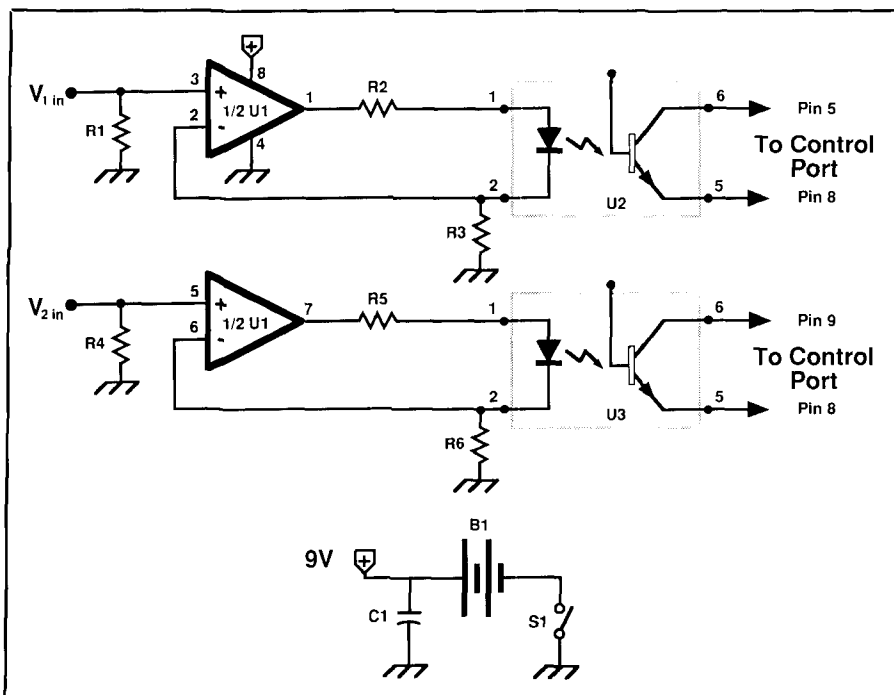 V1 in
R1
3
+
2
-
1/2 U1
8
+
4
1
R2
1
2
R3
U2
6
Pin 5
To Control
Port
5
Pin 8
V2 in
R4
5
+
6
-
1/2 U1
7
R5
1
2
R6
U3
6
Pin 9
To Control
Port
5
Pin 8
9V
+
C1
B1
S1